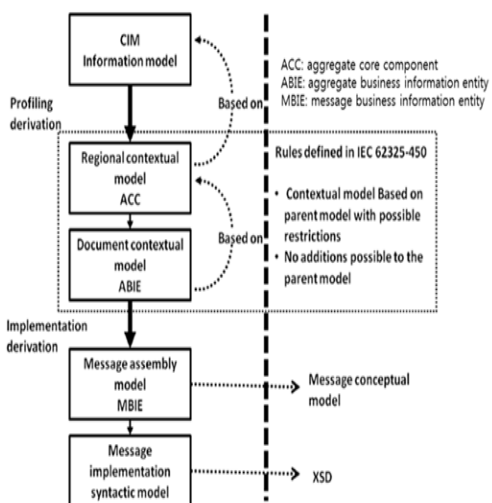 CIM
Information model
ACC: aggregate core component
ABIE: aggregate business information entity
MBIE: message business information entity
Profiling
derivation
Based on
Regional contextual
model
ACC
Rules defined in IEC 62325-450
• Contextual model Based on
parent model with possible
restrictions
• No additions possible to the
parent model
Document contextual
model
ABIE
Based on
Implementation
derivation
Message assembly
model
MBIE
Message conceptual
model
Message
implementation
syntactic model
XSD